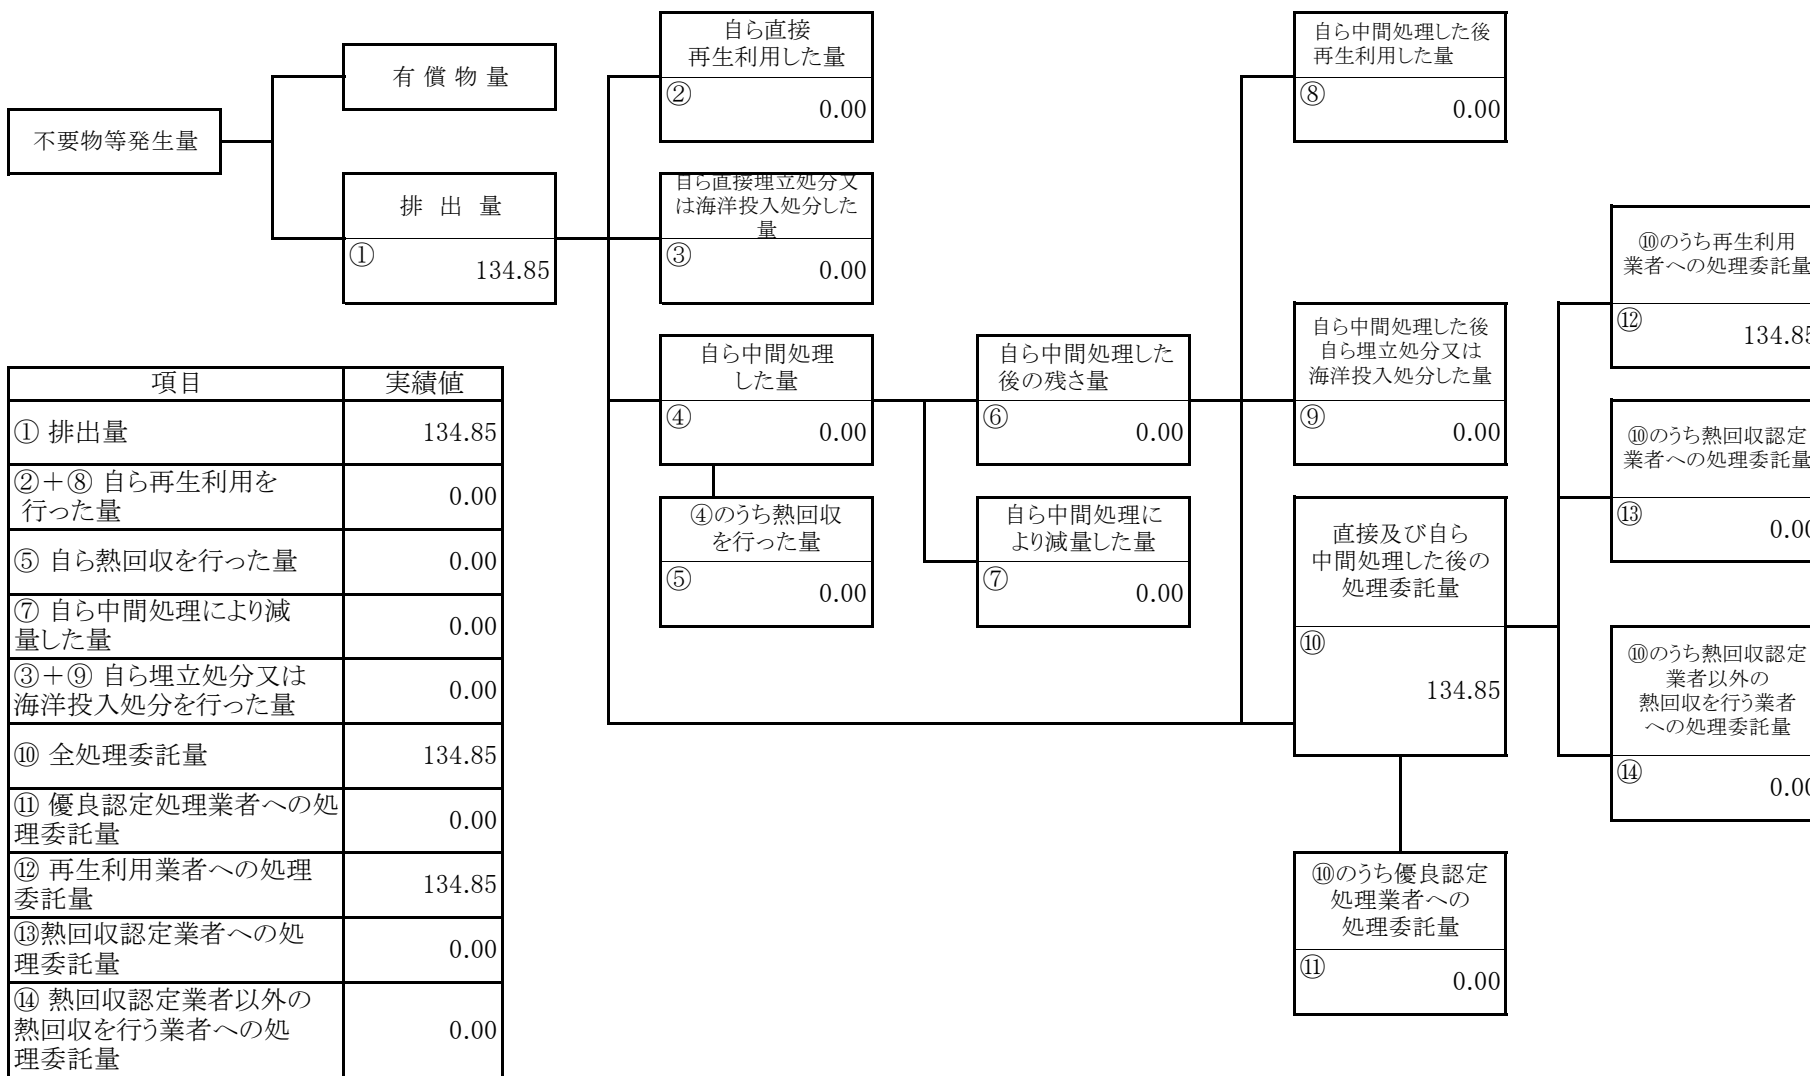 不要物等発生量
有 償 物 量
排 出 量
①
134.85
自ら直接
再生利用した量
②
0.00
自ら直接埋立処分又
は海洋投入処分した
量
③
0.00
自ら中間処理
した量
④
0.00
④のうち熱回収
を行った量
⑤
0.00
自ら中間処理した
後の残さ量
⑥
0.00
自ら中間処理に
より減量した量
⑦
0.00
自ら中間処理した後
再生利用した量
⑧
0.00
自ら中間処理した後
自ら埋立処分又は
海洋投入処分した量
⑨
0.00
直接及び自ら
中間処理した後の
処理委託量
⑩
134.85
⑩のうち優良認定
処理業者への
処理委託量
⑪
0.00
⑩のうち再生利用
業者への処理委託量
⑫
134.85
⑩のうち熱回収認定
業者への処理委託量
⑬
0.00
⑩のうち熱回収認定
業者以外の
熱回収を行う業者
への処理委託量
⑭
0.00
項目 実績値
① 排出量 134.85
②＋⑧ 自ら再生利用を
行った量
0.00
⑤ 自ら熱回収を行った量 0.00
⑦ 自ら中間処理により減
量した量
0.00
③＋⑨ 自ら埋立処分又は
海洋投入処分を行った量
0.00
⑩ 全処理委託量 134.85
⑪ 優良認定処理業者への処
理委託量
0.00
⑫ 再生利用業者への処理
委託量
134.85
⑬熱回収認定業者への処
理委託量
0.00
⑭ 熱回収認定業者以外の
熱回収を行う業者への処
理委託量
0.00